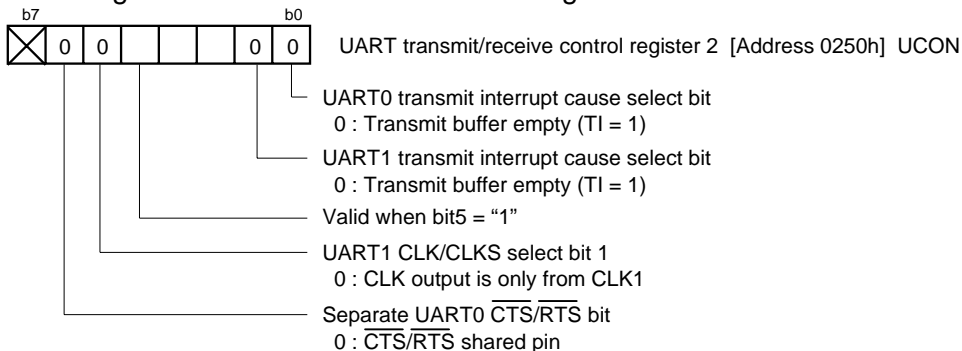 b7 b0
0 0 0 0 UART transmit/receive control register 2 [Address 0250h] UCON
UART0 transmit interrupt cause select bit
0 : Transmit buffer empty (TI = 1)
UART1 transmit interrupt cause select bit
0 : Transmit buffer empty (TI = 1)
Valid when bit5 = “1”
UART1 CLK/CLKS select bit 1
0 : CLK output is only from CLK1
Separate UART0 CTS/RTS bit
0 : CTS/RTS shared pin